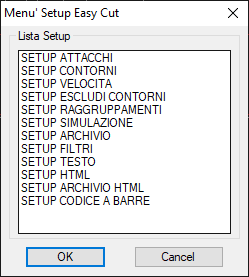 Menu' Setup Easy Cut
Lista Setup
SETUP ATTACCHI
SETUP CONTORNI
SETUP VELOCITA
SETUP ESCLUDI CONTORNI
SETUP RAGGRUPPAMENTI
SETUP SIMULAZIONE
SETUP ARCHIVIO
SETUP FILTRI
SETUP TESTO
SETUP HTML
SETUP ARCHIVIO HTML
SETUP CODICE A BARRE
OK
Cancel